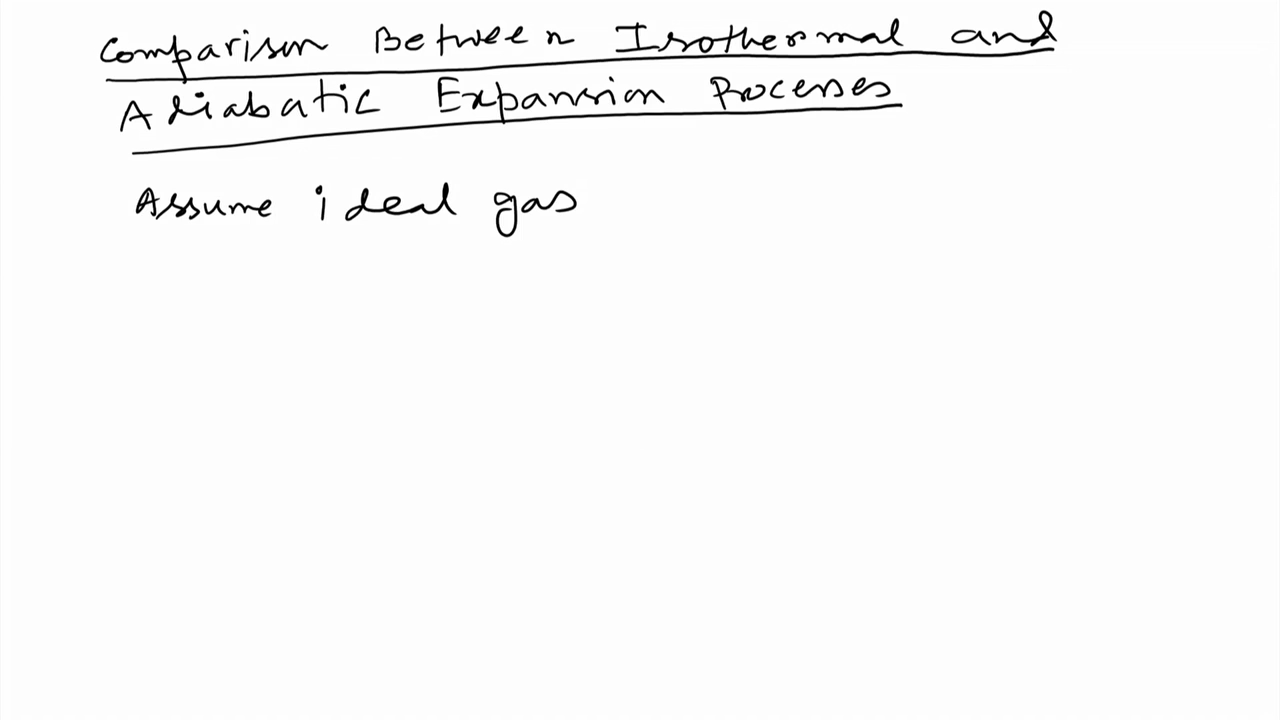 Comparison Between Isothermal and
Adiabatic Expansion Processes
Assume ideal gas